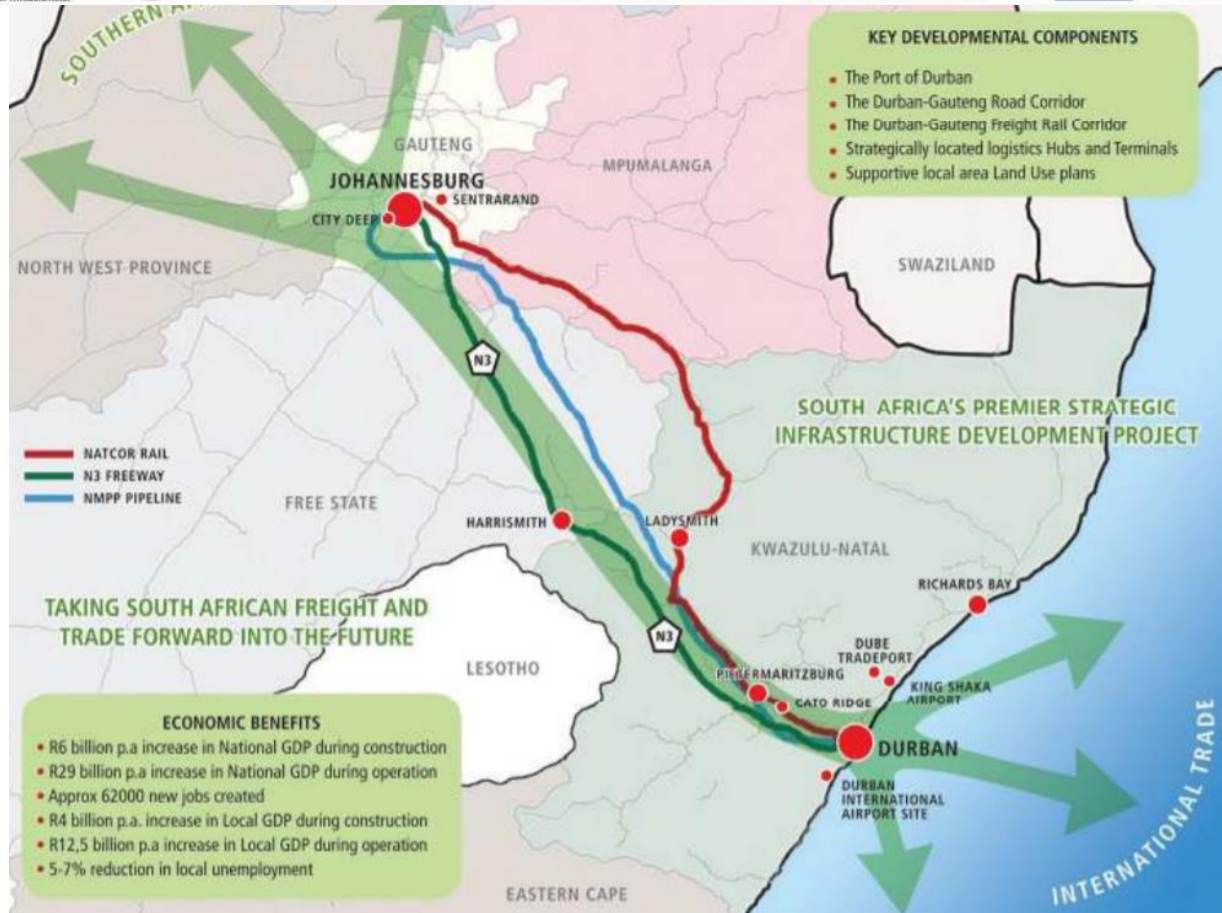 SOUTHERN
KEY DEVELOPMENTAL COMPONENTS
• The Port of Durban
• The Durban-Gauteng Road Corridor
• The Durban-Gauteng Freight Rail Corridor
• Strategically located logistics Hubs and Terminals
• Supportive local area Land Use plans
GAUTENG
MPUMALANGA
JOHANNESBURG
SENTRARAND
CITY DEEP
NORTH WEST PROVINCE
SWAZILAND
N3
SOUTH AFRICA'S PREMIER STRATEGIC
INFRASTRUCTURE DEVELOPMENT PROJECT
NATCOR RAIL
N3 FREEWAY
NMPP PIPELINE
FREE STATE
HARRISMITH
LADYSMITH
KWAZULU-NATAL
RICHARDS BAY
TAKING SOUTH AFRICAN FREIGHT AND
TRADE FORWARD INTO THE FUTURE
N3
LESOTHO
DUBE
TRADEPORT
PIETERMARITZBURG
KING SHAKA
AIRPORT
CATO RIDGE
DURBAN
DURBAN
INTERNATIONAL
AIRPORT SITE
ECONOMIC BENEFITS
• R6 billion p.a increase in National GDP during construction
• R29 billion p.a increase in National GDP during operation
• Approx 62000 new jobs created
• R4 billion p.a. increase in Local GDP during construction
• R12,5 billion p.a increase in Local GDP during operation
• 5-7% reduction in local unemployment
EASTERN CAPE
INTERNATIONAL TRADE